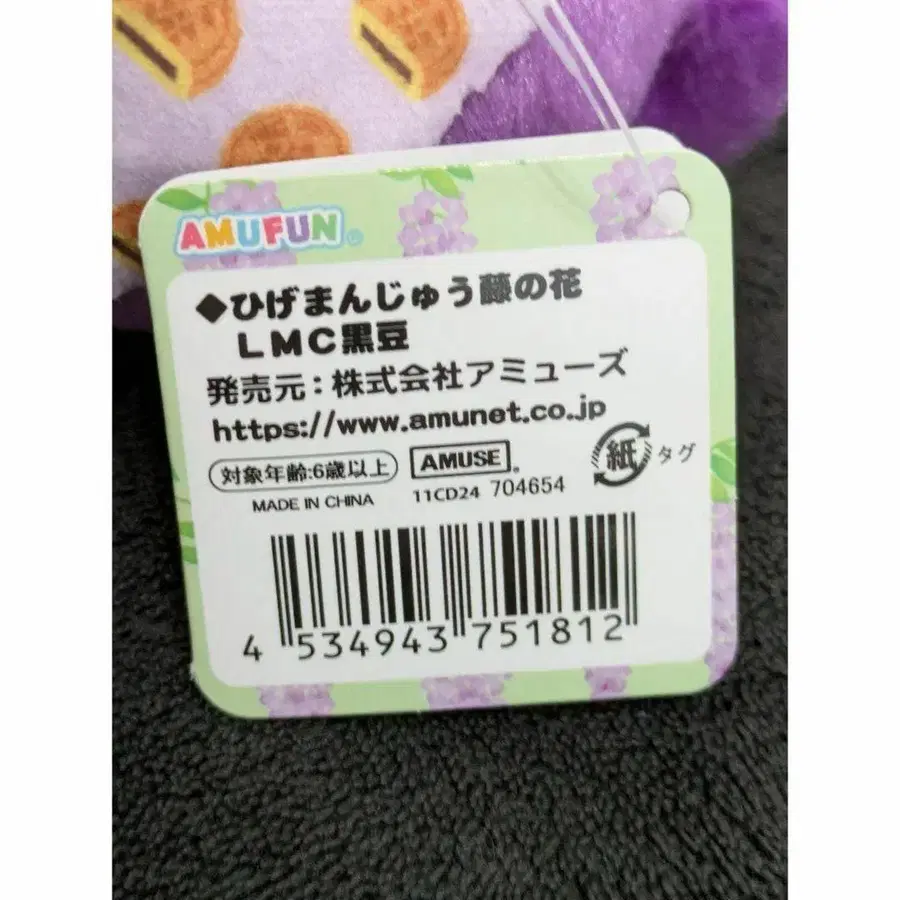 AMUFUN®
◆ひげまんじゅう藤の花
LMC黒豆
発売元:株式会社アミューズ
https://www.amunet.co.jp
対象年齢:6歳以上
AMUSE®
紙 タグ
MADE IN CHINA
11CD24 704654
4 534943 751812